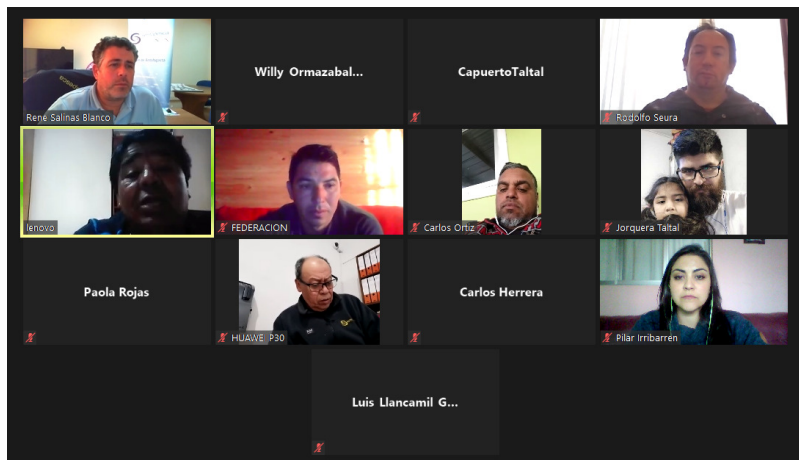 René Salinas Blanco
Willy Ormazabal...
CapuertoTaltal
Rodolfo Seura
lenovo
FEDERACION
Carlos Ortiz
Jorquera Taltal
Paola Rojas
HUAWE P30
Carlos Herrera
Pilar Irribarren
Luis Llancamil G...